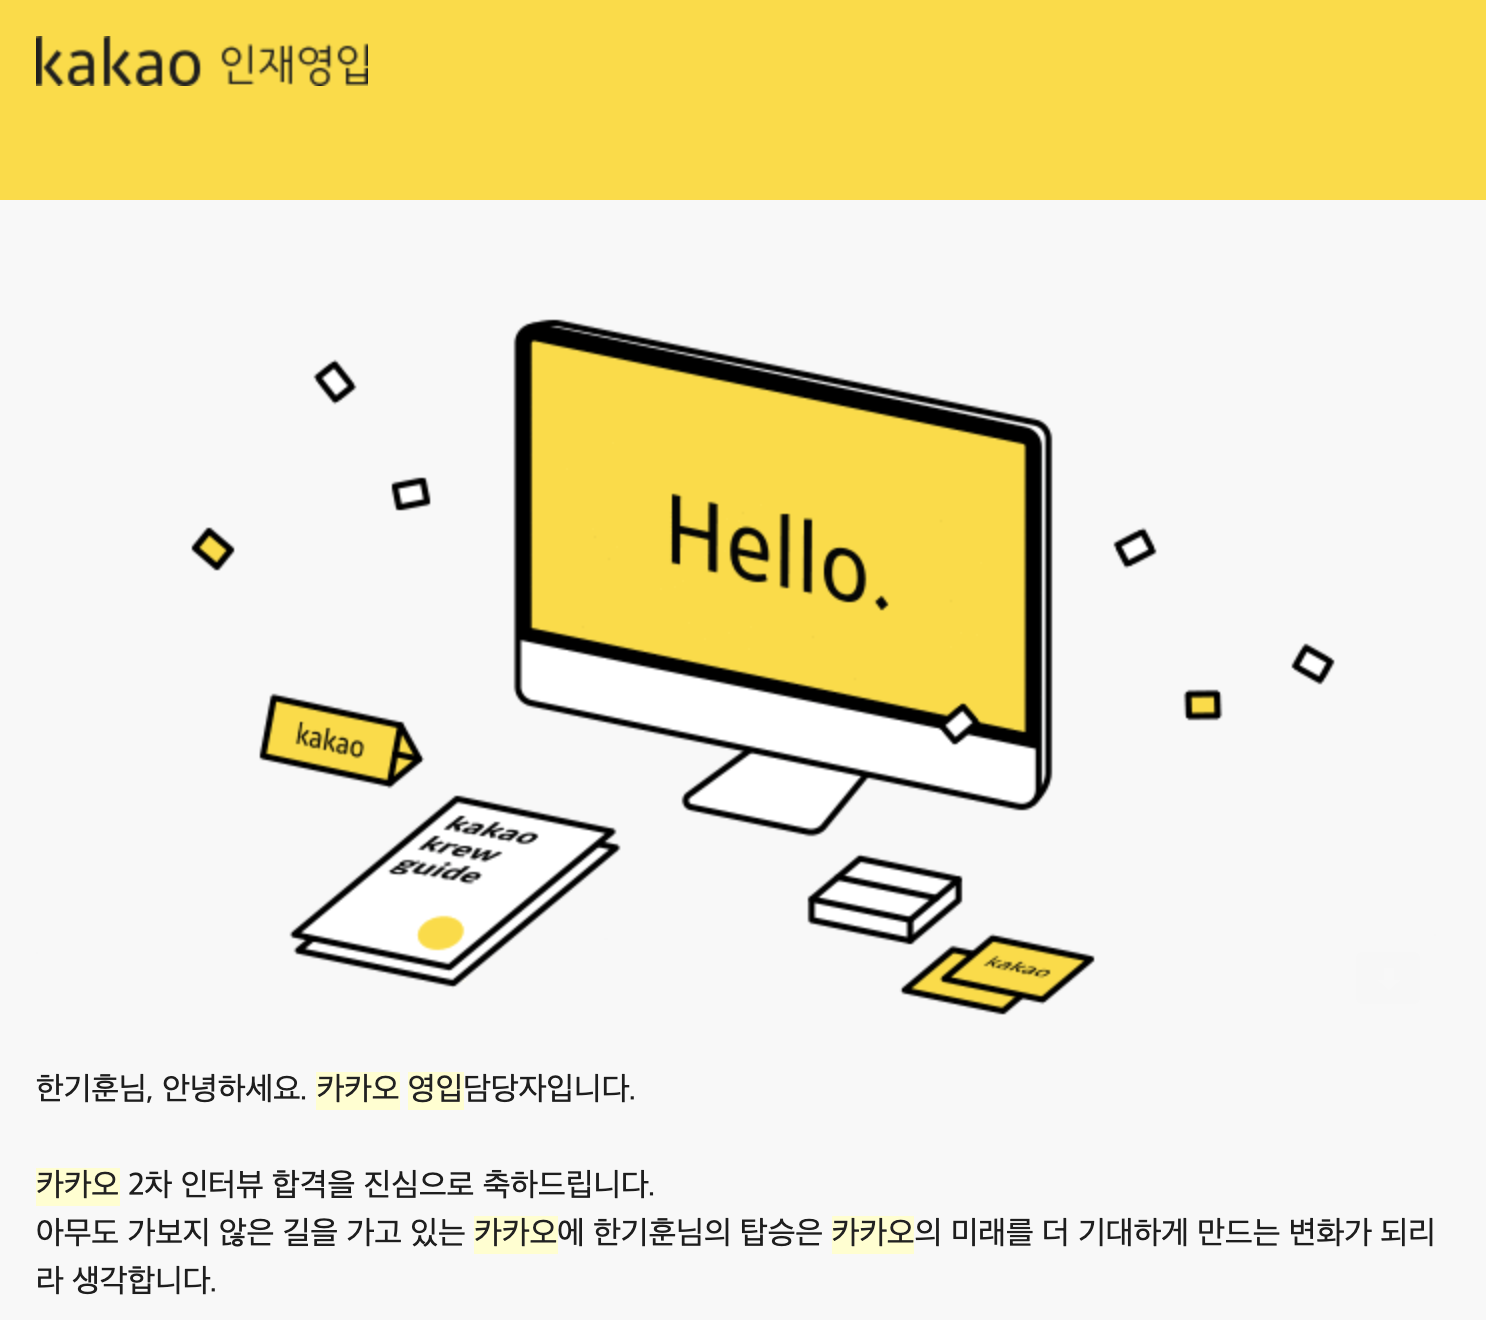 kakao 인재영입
Hello.
kakao
kakao
krew
guide
kakao
한기훈님, 안녕하세요. 카카오 영입담당자입니다.
카카오 2차 인터뷰 합격을 진심으로 축하드립니다.
아무도 가보지 않은 길을 가고 있는 카카오에 한기훈님의 탑승은 카카오의 미래를 더 기대하게 만드는 변화가 되리
라 생각합니다.